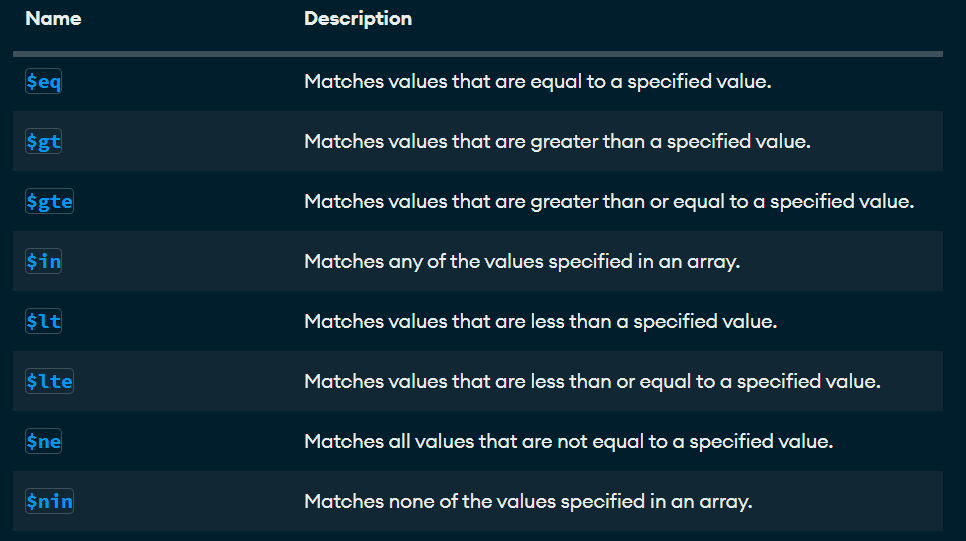 Name Description
$eq Matches values that are equal to a specified value.
$gt Matches values that are greater than a specified value.
$gte Matches values that are greater than or equal to a specified value.
$in Matches any of the values specified in an array.
$lt Matches values that are less than a specified value.
$lte Matches values that are less than or equal to a specified value.
$ne Matches all values that are not equal to a specified value.
$nin Matches none of the values specified in an array.